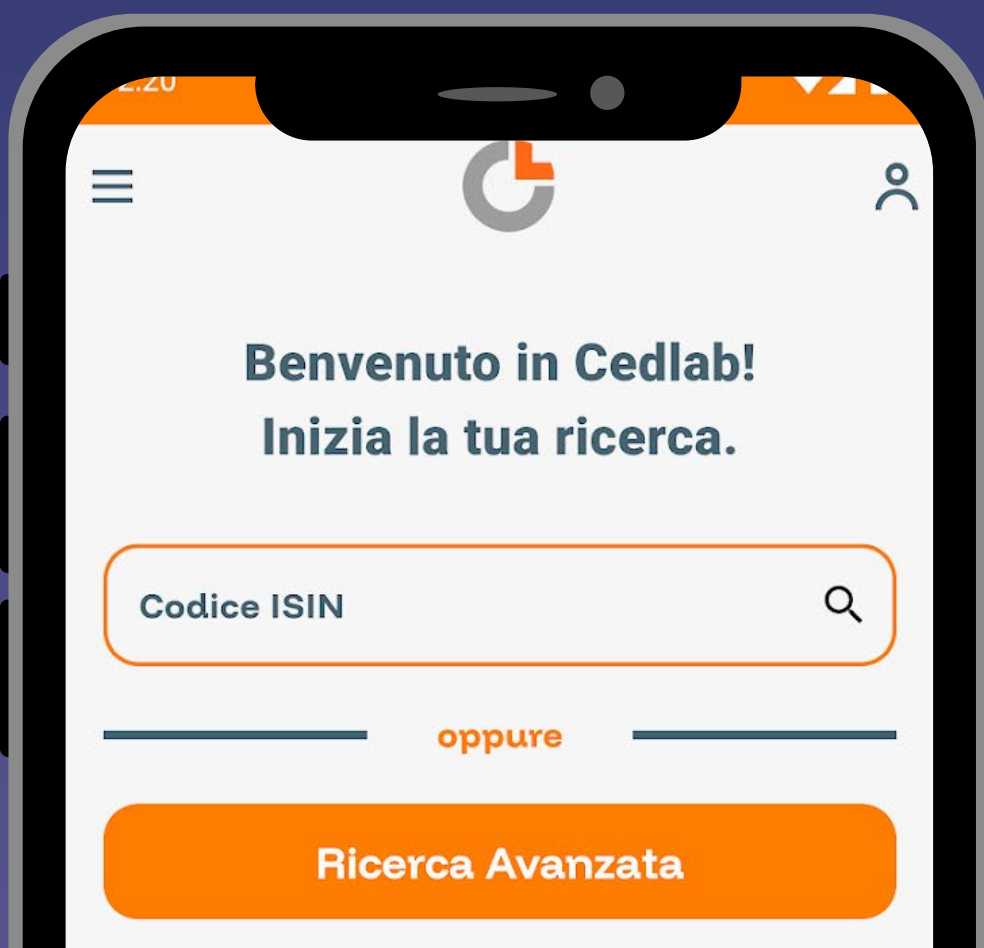 Benvenuto in Cedlab!
Inizia la tua ricerca.
Codice ISIN
oppure
Ricerca Avanzata